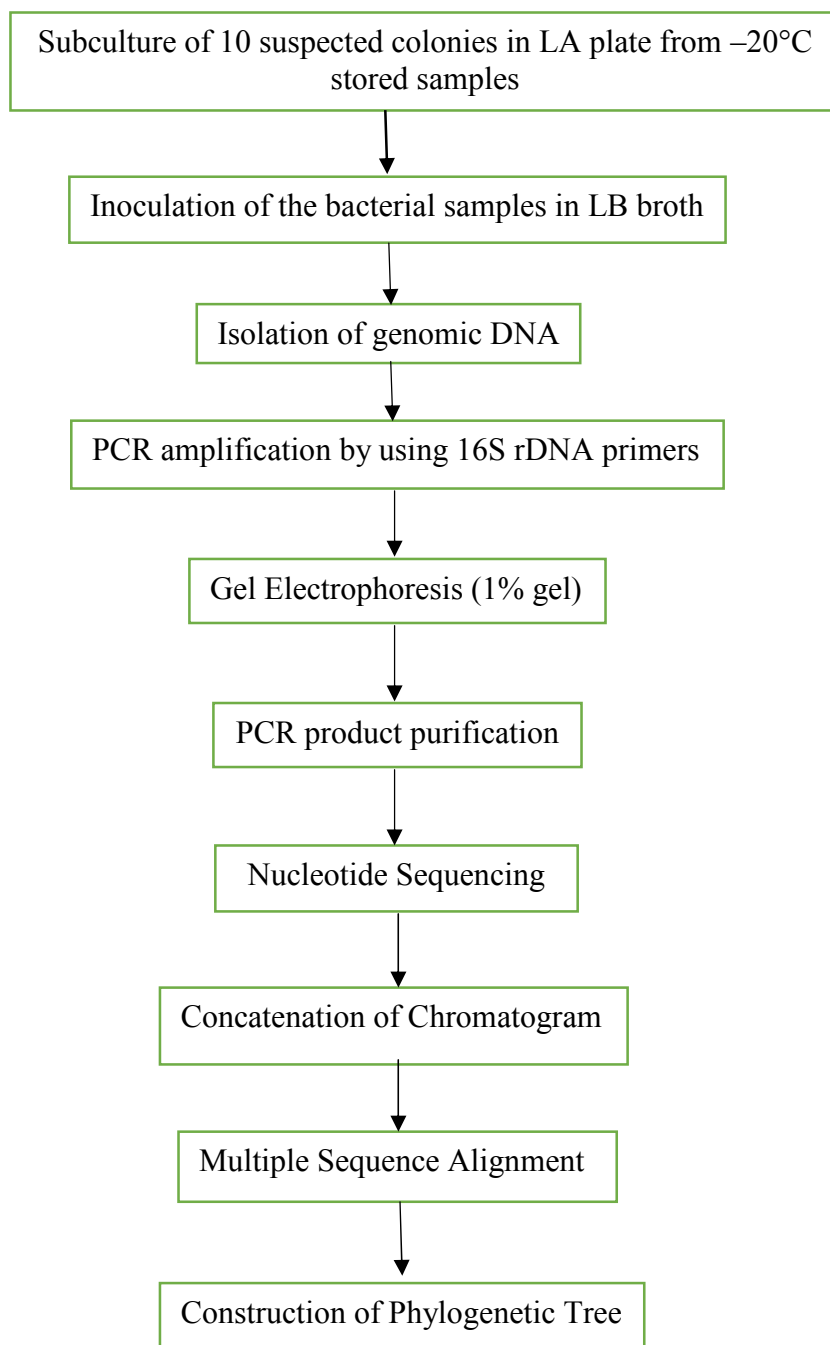 Subculture of 10 suspected colonies in LA plate from –20°C
stored samples
Inoculation of the bacterial samples in LB broth
Isolation of genomic DNA
PCR amplification by using 16S rDNA primers
Gel Electrophoresis (1% gel)
PCR product purification
Nucleotide Sequencing
Concatenation of Chromatogram
Multiple Sequence Alignment
Construction of Phylogenetic Tree